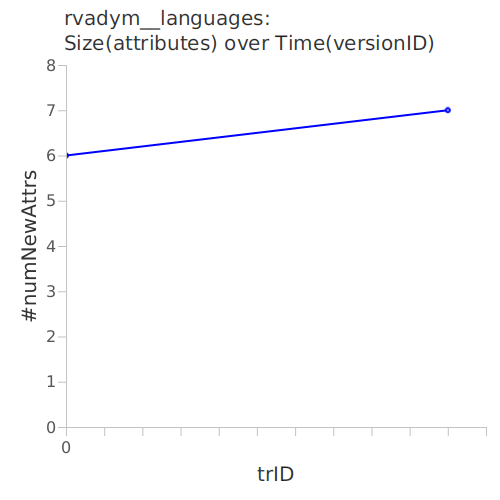 rvadym__languages:
Size(attributes) over Time(versionID)
8
7
6
5
4
3
2
1
0
#numNewAttrs
0
trID